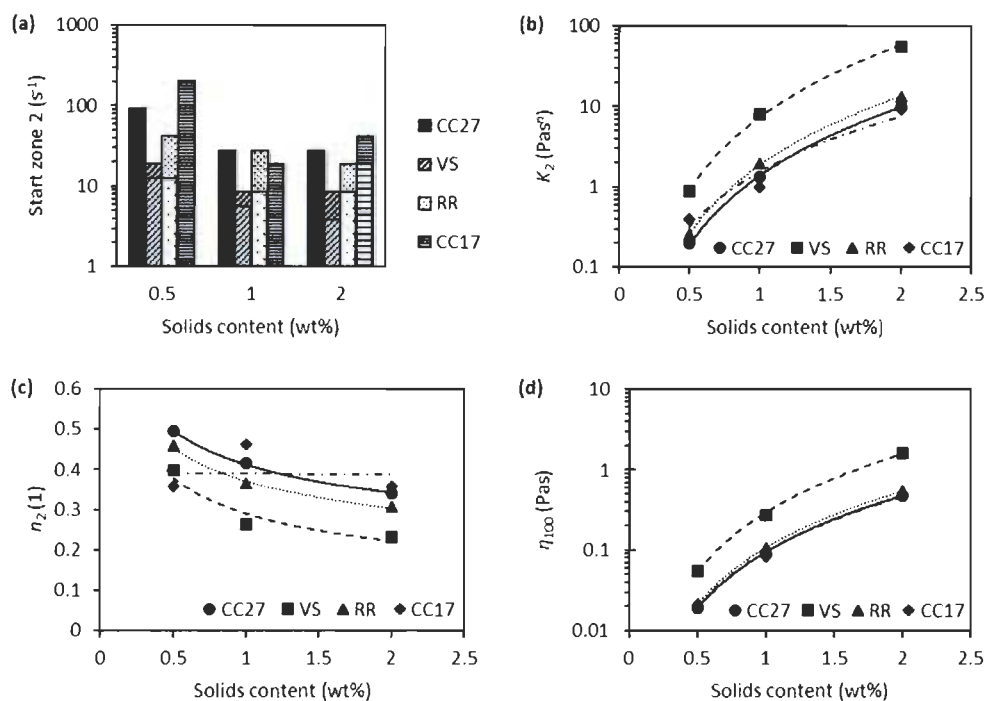 (a)
1000
100
10
1
Start zone 2 (s⁻¹)
0.5 1 2
Solids content (wt%)
CC27
VS
RR
CC17
(b)
100
10
1
0.1
K₂ (Pasⁿ)
0 0.5 1 1.5 2 2.5
Solids content (wt%)
CC27 VS RR CC17
(c)
0.6
0.5
0.4
0.3
0.2
0.1
0
n₂ (1)
CC27 VS RR CC17
0 0.5 1 1.5 2 2.5
Solids content (wt%)
(d)
10
1
0.1
0.01
η₁₀₀ (Pas)
CC27 VS RR CC17
0 0.5 1 1.5 2 2.5
Solids content (wt%)